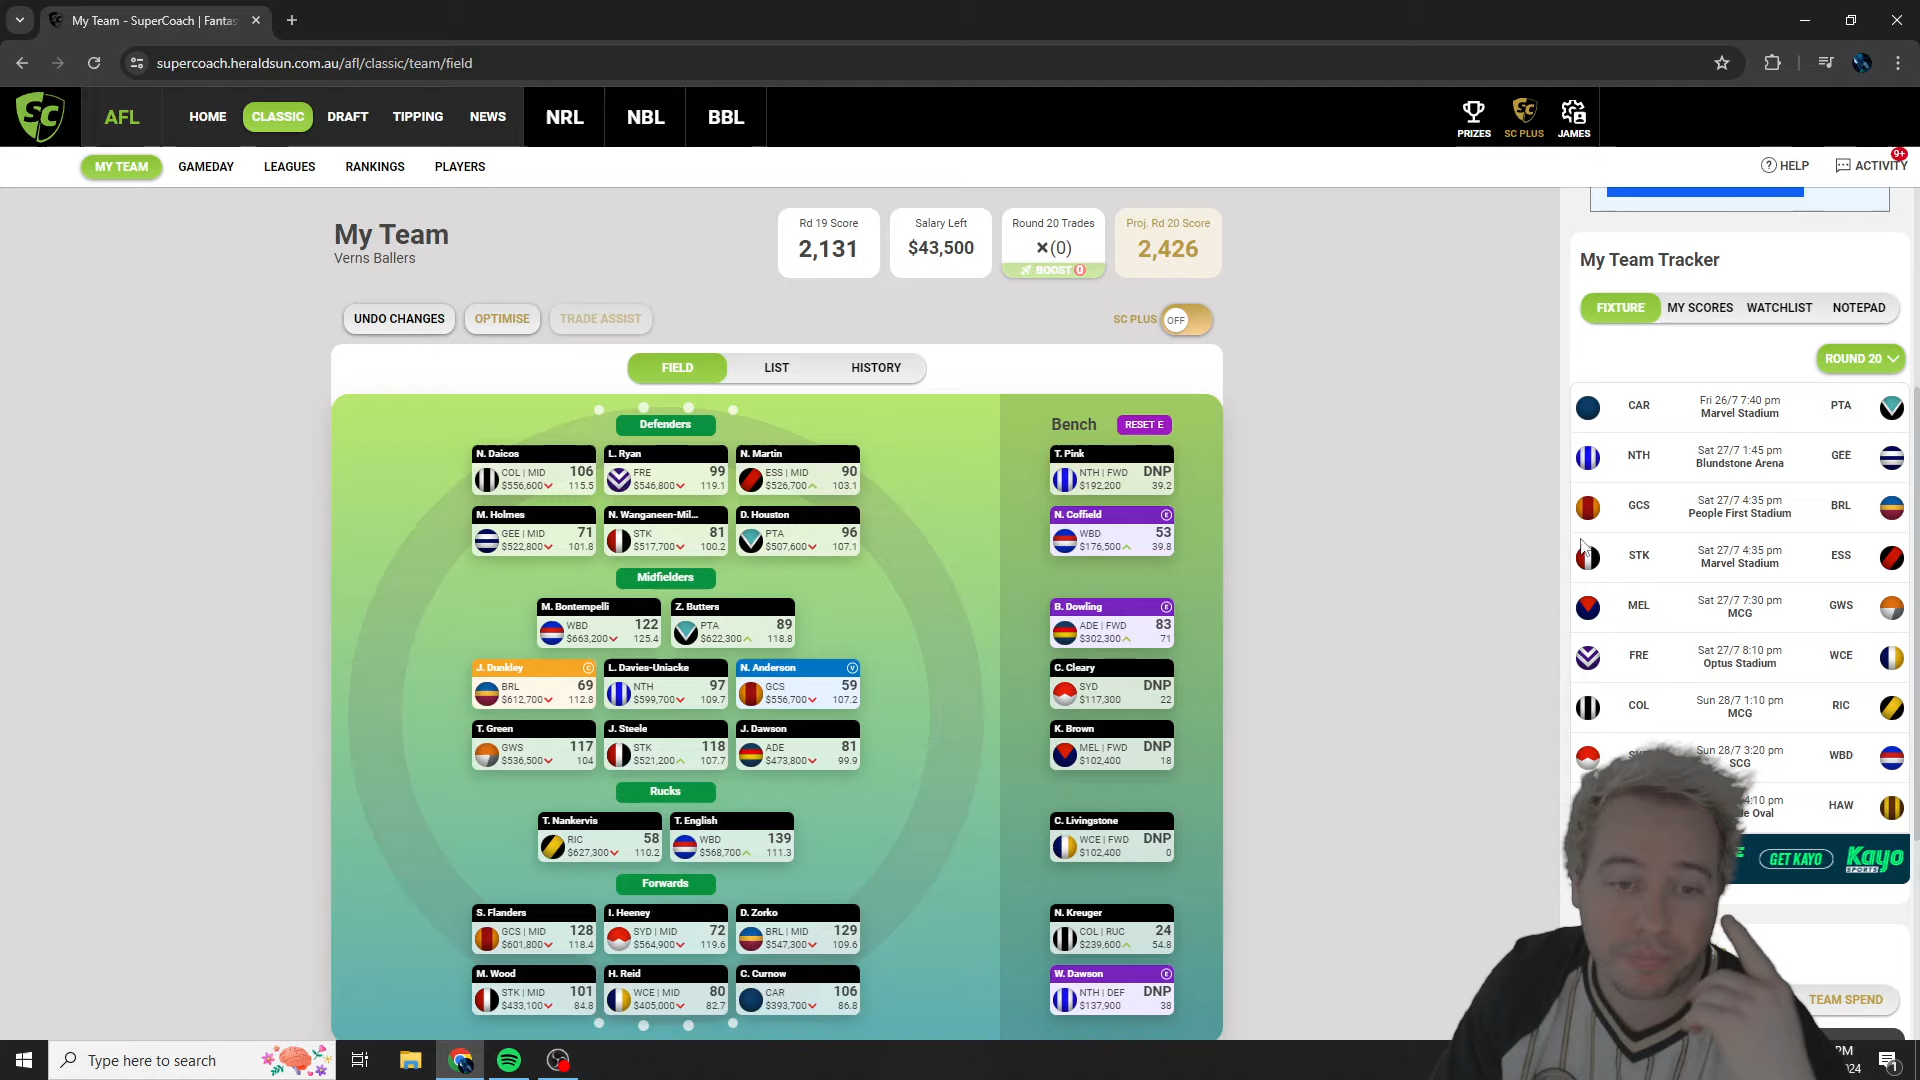 My Team - SuperCoach | Fantas
supercoach.heraldsun.com.au/afl/classic/team/field
SC
AFL
HOME
CLASSIC
DRAFT
TIPPING
NEWS
NRL
NBL
BBL
PRIZES
SC PLUS
JAMES
MY TEAM
GAMEDAY
LEAGUES
RANKINGS
PLAYERS
HELP
ACTIVITY
9+
My Team
Verns Ballers
Rd 19 Score
2,131
Salary Left
$43,500
Round 20 Trades
×(0)
BOOST 0
Proj. Rd 20 Score
2,426
UNDO CHANGES
OPTIMISE
TRADE ASSIST
SC PLUS
OFF
FIELD
LIST
HISTORY
Defenders
Bench
RESET E
N. Daicos
COL | MID 106
$556,600 115.5
L. Ryan
FRE 99
$546,800 119.1
N. Martin
ESS | MID 90
$526,700 103.1
T. Pink
NTH | FWD DNP
$192,200 39.2
M. Holmes
GEE | MID 71
$522,800 101.8
N. Wanganeen-Mil...
STK 81
$517,700 100.2
D. Houston
PTA 96
$507,600 107.1
N. Coffield E
WBD 53
$176,500 39.8
Midfielders
M. Bontempelli
WBD 122
$663,200 125.4
Z. Butters
PTA 89
$622,300 118.8
B. Dowling E
ADE | FWD 83
$302,300 71
J. Dunkley C
BRL 69
$612,700 112.8
L. Davies-Uniacke
NTH 97
$599,700 109.7
N. Anderson V
GCS 59
$556,700 107.2
C. Cleary
SYD DNP
$117,300 22
T. Green
GWS 117
$536,500 104
J. Steele
STK 118
$521,200 107.7
J. Dawson
ADE 81
$473,800 99.9
K. Brown
MEL | FWD DNP
$102,400 18
Rucks
T. Nankervis
RIC 58
$627,300 110.2
T. English
WBD 139
$568,700 111.3
C. Livingstone
WCE | FWD DNP
$102,400 0
Forwards
S. Flanders
GCS | MID 128
$601,800 118.4
I. Heeney
SYD | MID 72
$564,900 119.6
D. Zorko
BRL | MID 129
$547,300 109.6
N. Kreuger
COL | RUC 24
$239,600 54.8
M. Wood
STK | MID 101
$433,100 84.8
H. Reid
WCE | MID 80
$405,000 82.7
C. Curnow
CAR 106
$393,700 86.8
W. Dawson E
NTH | DEF DNP
$137,900 38
My Team Tracker
FIXTURE
MY SCORES
WATCHLIST
NOTEPAD
ROUND 20
CAR Fri 26/7 7:40 pm PTA
Marvel Stadium
NTH Sat 27/7 1:45 pm GEE
Blundstone Arena
GCS Sat 27/7 4:35 pm BRL
People First Stadium
STK Sat 27/7 4:35 pm ESS
Marvel Stadium
MEL Sat 27/7 7:30 pm GWS
MCG
FRE Sat 27/7 8:10 pm WCE
Optus Stadium
COL Sun 28/7 1:10 pm RIC
MCG
Sun 28/7 3:20 pm WBD
SCG
4:10 pm HAW
Oval
GET KAYO
Kayo
SPORTS
TEAM SPEND
Type here to search
PM
1